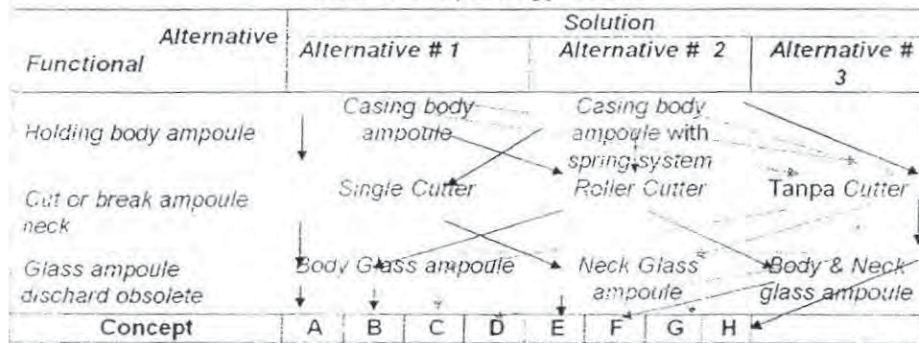 Solution
Alternative
Alternative # 1
Alternative # 2
Alternative # 3
Functional
Holding body ampoule
Casing body ampoule
Casing body ampoule with spring system
Cut or break ampoule neck
Single Cutter
Roller Cutter
Tanpa Cutter
Glass ampoule dischard obsolete
Body Glass ampoule
Neck Glass ampoule
Body & Neck glass ampoule
Concept
A
B
C
D
E
F
G
H